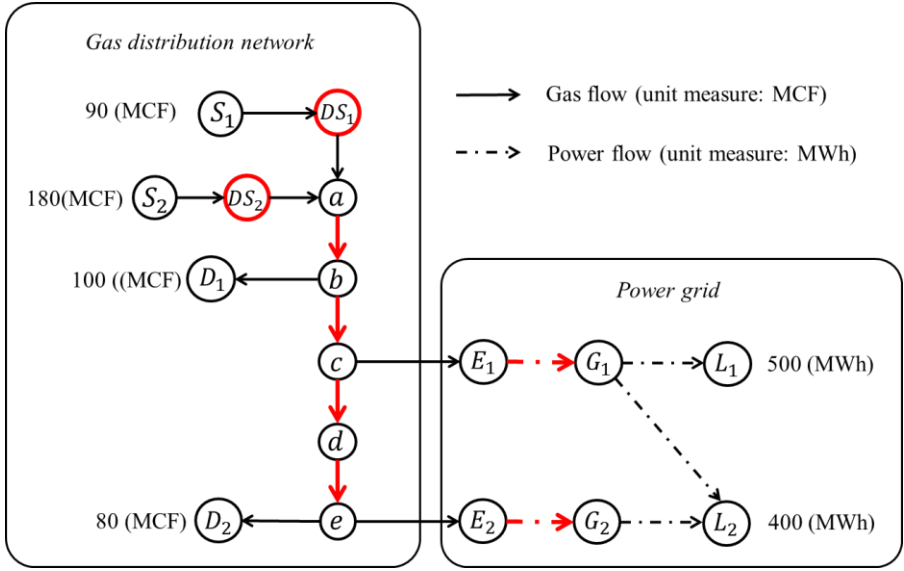 Gas distribution network
90 (MCF)
S₁
DS₁
Gas flow (unit measure: MCF)
Power flow (unit measure: MWh)
180(MCF)
S₂
DS₂
a
100 ((MCF)
D₁
b
Power grid
c
E₁
G₁
L₁
500 (MWh)
d
80 (MCF)
D₂
e
E₂
G₂
L₂
400 (MWh)